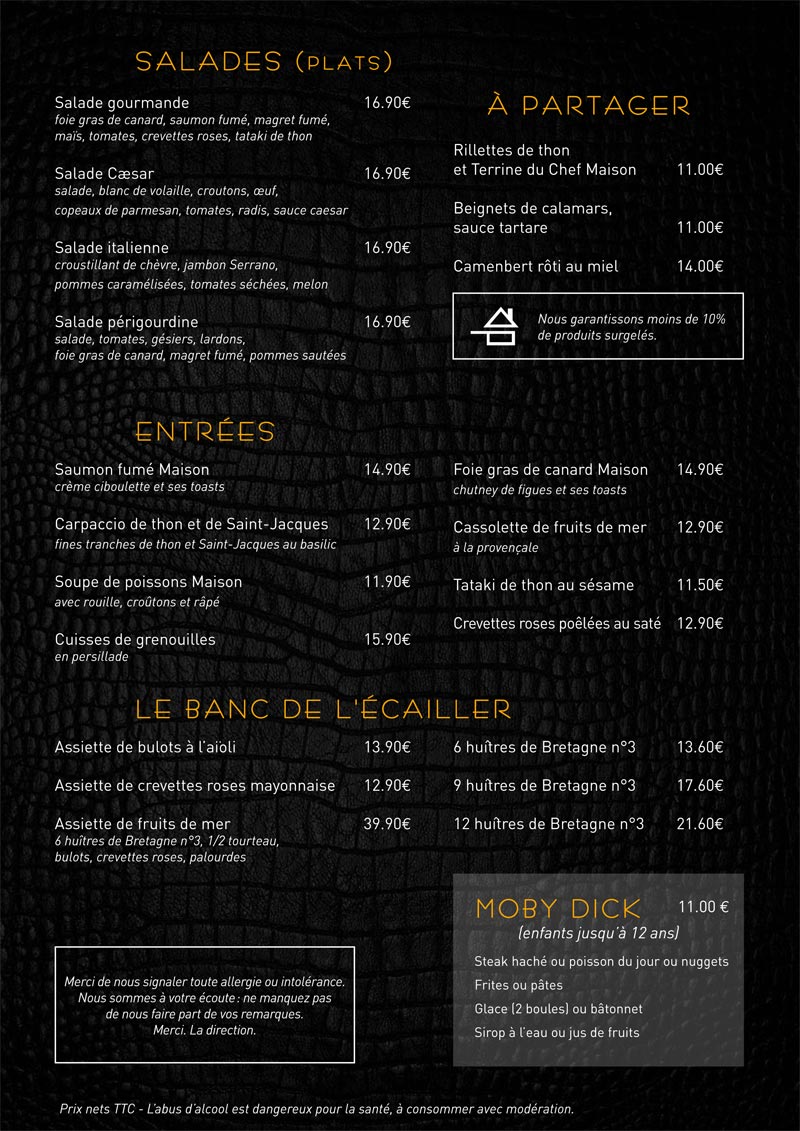 SALADES (PLATS)
Salade gourmande 16.90€
foie gras de canard, saumon fumé, magret fumé,
maïs, tomates, crevettes roses, tataki de thon
Salade Cæsar 16.90€
salade, blanc de volaille, croutons, œuf,
copeaux de parmesan, tomates, radis, sauce caesar
Salade italienne 16.90€
croustillant de chèvre, jambon Serrano,
pommes caramélisées, tomates séchées, melon
Salade périgourdine 16.90€
salade, tomates, gésiers, lardons,
foie gras de canard, magret fumé, pommes sautées
À PARTAGER
Rillettes de thon
et Terrine du Chef Maison 11.00€
Beignets de calamars,
sauce tartare 11.00€
Camenbert rôti au miel 14.00€
Nous garantissons moins de 10%
de produits surgelés.
ENTRÉES
Saumon fumé Maison 14.90€
crème ciboulette et ses toasts
Carpaccio de thon et de Saint-Jacques 12.90€
fines tranches de thon et Saint-Jacques au basilic
Soupe de poissons Maison 11.90€
avec rouille, croûtons et râpé
Cuisses de grenouilles 15.90€
en persillade
Foie gras de canard Maison 14.90€
chutney de figues et ses toasts
Cassolette de fruits de mer 12.90€
à la provençale
Tataki de thon au sésame 11.50€
Crevettes roses poêlées au saté 12.90€
LE BANC DE L'ÉCAILLER
Assiette de bulots à l'aïoli 13.90€
Assiette de crevettes roses mayonnaise 12.90€
Assiette de fruits de mer 39.90€
6 huîtres de Bretagne n°3, 1/2 tourteau,
bulots, crevettes roses, palourdes
6 huîtres de Bretagne n°3 13.60€
9 huîtres de Bretagne n°3 17.60€
12 huîtres de Bretagne n°3 21.60€
MOBY DICK 11.00 €
(enfants jusqu'à 12 ans)
Steak haché ou poisson du jour ou nuggets
Frites ou pâtes
Glace (2 boules) ou bâtonnet
Sirop à l'eau ou jus de fruits
Merci de nous signaler toute allergie ou intolérance.
Nous sommes à votre écoute : ne manquez pas
de nous faire part de vos remarques.
Merci. La direction.
Prix nets TTC - L'abus d'alcool est dangereux pour la santé, à consommer avec modération.